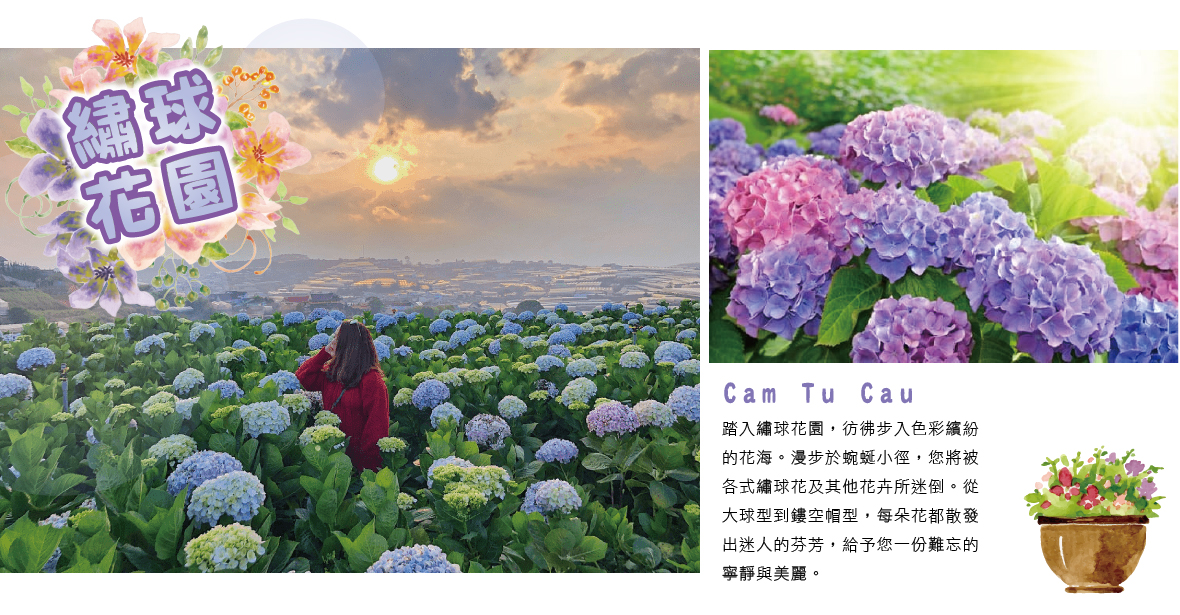 繡球
花園
Cam Tu Cau
踏入繡球花園，彷彿步入色彩繽紛
的花海。漫步於蜿蜒小徑，您將被
各式繡球花及其他花卉所迷倒。從
大球型到鏤空帽型，每朵花都散發
出迷人的芬芳，給予您一份難忘的
寧靜與美麗。